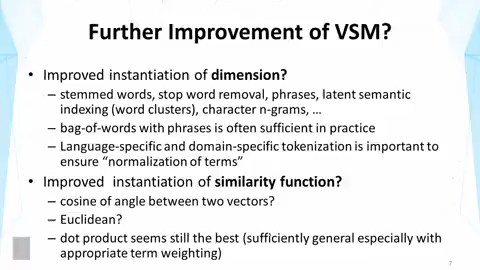 Further Improvement of VSM?
• Improved instantiation of dimension?
– stemmed words, stop word removal, phrases, latent semantic
indexing (word clusters), character n-grams, …
– bag-of-words with phrases is often sufficient in practice
– Language-specific and domain-specific tokenization is important to
ensure “normalization of terms”
• Improved  instantiation of similarity function?
– cosine of angle between two vectors?
– Euclidean?
– dot product seems still the best (sufficiently general especially with
appropriate term weighting)
7